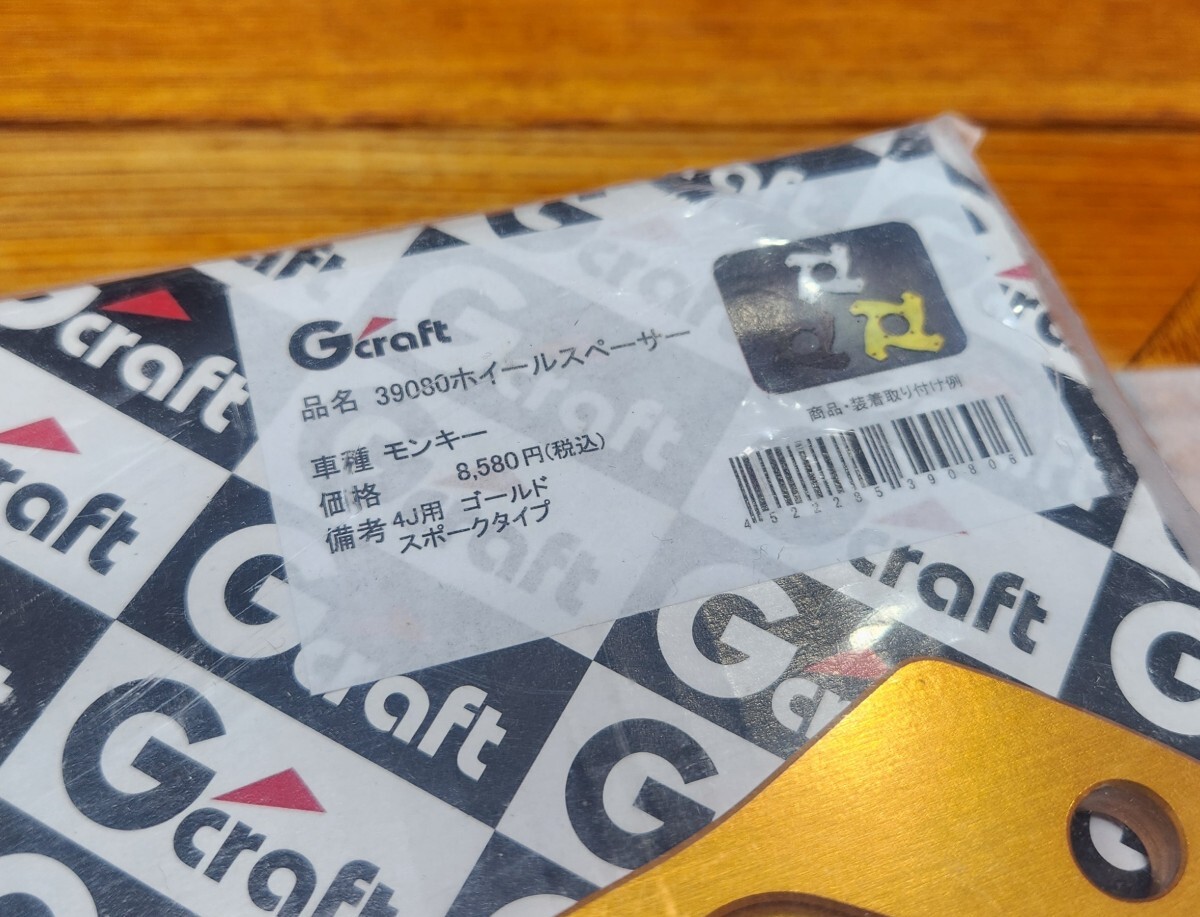 Gcraft
品名 39080ホイールスペーサー
車種 モンキー
価格 8,580円(税込)
備考 4J用 ゴールド
スポークタイプ
商品・装着取り付け例
4522285390806
Gcraft
craft
craft
Gcraft
craft
Gcraft